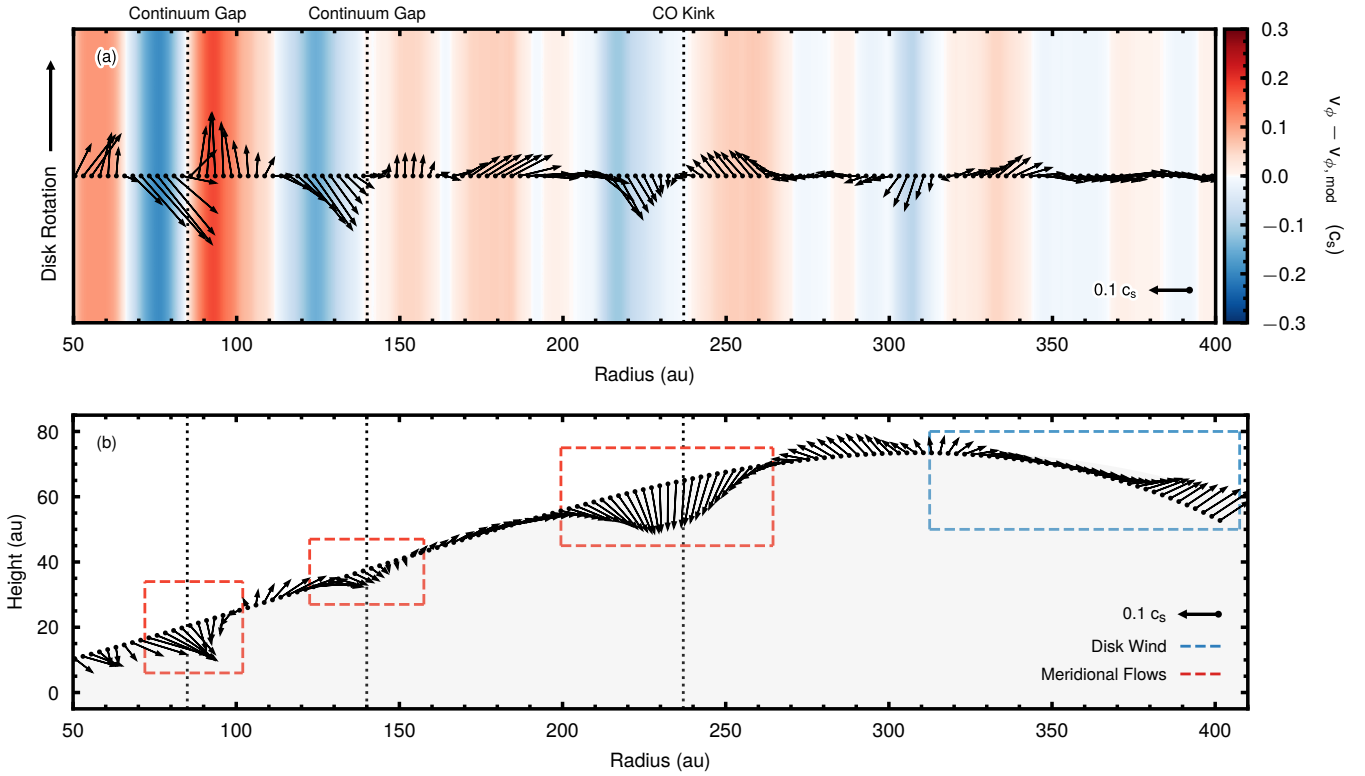 Continuum Gap Continuum Gap CO Kink
(a)
Disk Rotation
0.1 cₛ
0.3
0.2
0.1
0.0
−0.1
−0.2
−0.3
v_ϕ − v_ϕ,mod (cₛ)
50 100 150 200 250 300 350 400
Radius (au)
(b)
80
60
40
20
0
Height (au)
0.1 cₛ
Disk Wind
Meridional Flows
50 100 150 200 250 300 350 400
Radius (au)